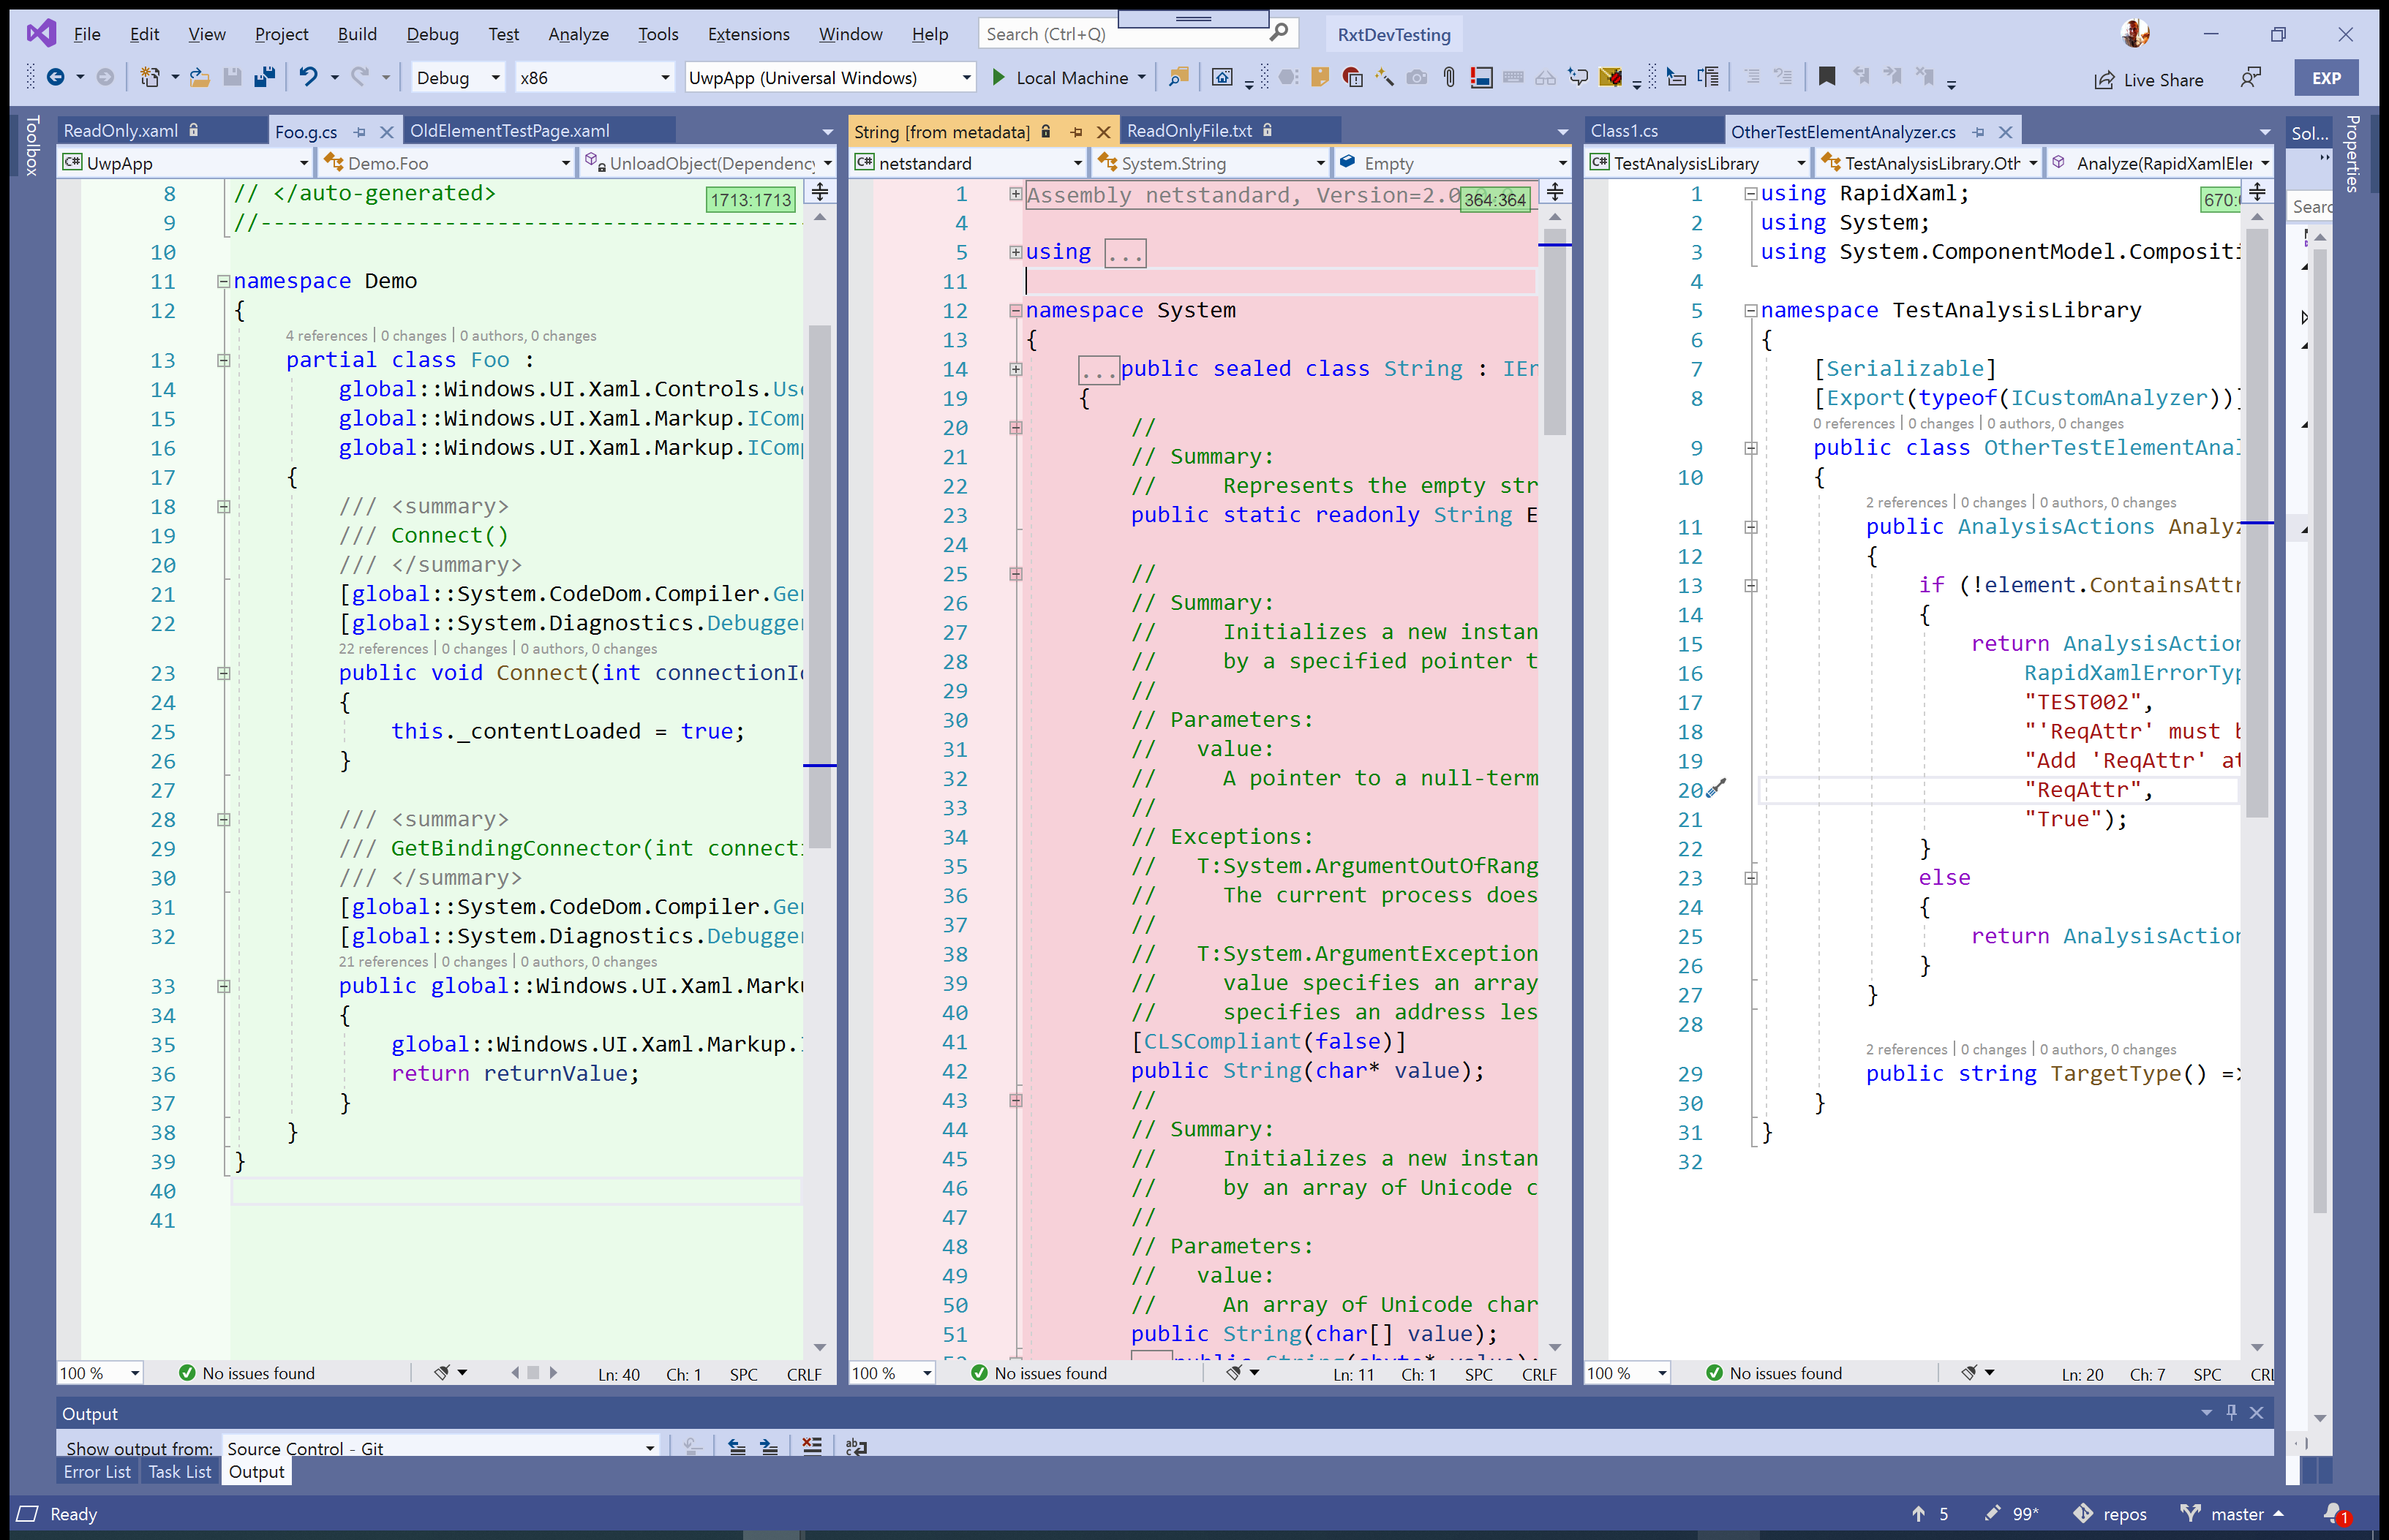 File Edit View Project Build Debug Test Analyze Tools Extensions Window Help Search (Ctrl+Q) RxtDevTesting
Debug x86 UwpApp (Universal Windows) Local Machine Live Share EXP
Toolbox
ReadOnly.xaml Foo.g.cs OldElementTestPage.xaml
UwpApp Demo.Foo UnloadObject(Dependency
1713:1713
8 // </auto-generated>
9 //-----------------------------------------
10
11 namespace Demo
12 {
4 references | 0 changes | 0 authors, 0 changes
13 partial class Foo :
14 global::Windows.UI.Xaml.Controls.Use
15 global::Windows.UI.Xaml.Markup.IComp
16 global::Windows.UI.Xaml.Markup.IComp
17 {
18 /// <summary>
19 /// Connect()
20 /// </summary>
21 [global::System.CodeDom.Compiler.Gen
22 [global::System.Diagnostics.Debugger
22 references | 0 changes | 0 authors, 0 changes
23 public void Connect(int connectionId
24 {
25 this._contentLoaded = true;
26 }
27
28 /// <summary>
29 /// GetBindingConnector(int connecti
30 /// </summary>
31 [global::System.CodeDom.Compiler.Gen
32 [global::System.Diagnostics.Debugger
21 references | 0 changes | 0 authors, 0 changes
33 public global::Windows.UI.Xaml.Marku
34 {
35 global::Windows.UI.Xaml.Markup.I
36 return returnValue;
37 }
38 }
39 }
40
41
100 % No issues found Ln: 40 Ch: 1 SPC CRLF
String [from metadata] ReadOnlyFile.txt
netstandard System.String Empty
364:364
1 Assembly netstandard, Version=2.0
4
5 using ...
11
12 namespace System
13 {
14 ...public sealed class String : IEn
19 {
20 //
21 // Summary:
22 // Represents the empty str
23 public static readonly String E
24
25 //
26 // Summary:
27 // Initializes a new instan
28 // by a specified pointer t
29 //
30 // Parameters:
31 // value:
32 // A pointer to a null-term
33 //
34 // Exceptions:
35 // T:System.ArgumentOutOfRang
36 // The current process does
37 //
38 // T:System.ArgumentException
39 // value specifies an array
40 // specifies an address les
41 [CLSCompliant(false)]
42 public String(char* value);
43 //
44 // Summary:
45 // Initializes a new instan
46 // by an array of Unicode c
47 //
48 // Parameters:
49 // value:
50 // An array of Unicode char
51 public String(char[] value);
100 % No issues found Ln: 11 Ch: 1 SPC CRLF
Class1.cs OtherTestElementAnalyzer.cs
TestAnalysisLibrary TestAnalysisLibrary.Oth Analyze(RapidXamlElem
670:
1 using RapidXaml;
2 using System;
3 using System.ComponentModel.Compositi
4
5 namespace TestAnalysisLibrary
6 {
7 [Serializable]
8 [Export(typeof(ICustomAnalyzer))]
0 references | 0 changes | 0 authors, 0 changes
9 public class OtherTestElementAnal
10 {
2 references | 0 changes | 0 authors, 0 changes
11 public AnalysisActions Analyz
12 {
13 if (!element.ContainsAttr
14 {
15 return AnalysisAction
16 RapidXamlErrorTyp
17 "TEST002",
18 "'ReqAttr' must b
19 "Add 'ReqAttr' at
20 "ReqAttr",
21 "True");
22 }
23 else
24 {
25 return AnalysisAction
26 }
27 }
28
2 references | 0 changes | 0 authors, 0 changes
29 public string TargetType() =>
30 }
31 }
32
100 % No issues found Ln: 20 Ch: 7 SPC CRL
Sol...
Searc
Properties
Output
Show output from: Source Control - Git
Error List Task List Output
Ready 5 99* repos master 1